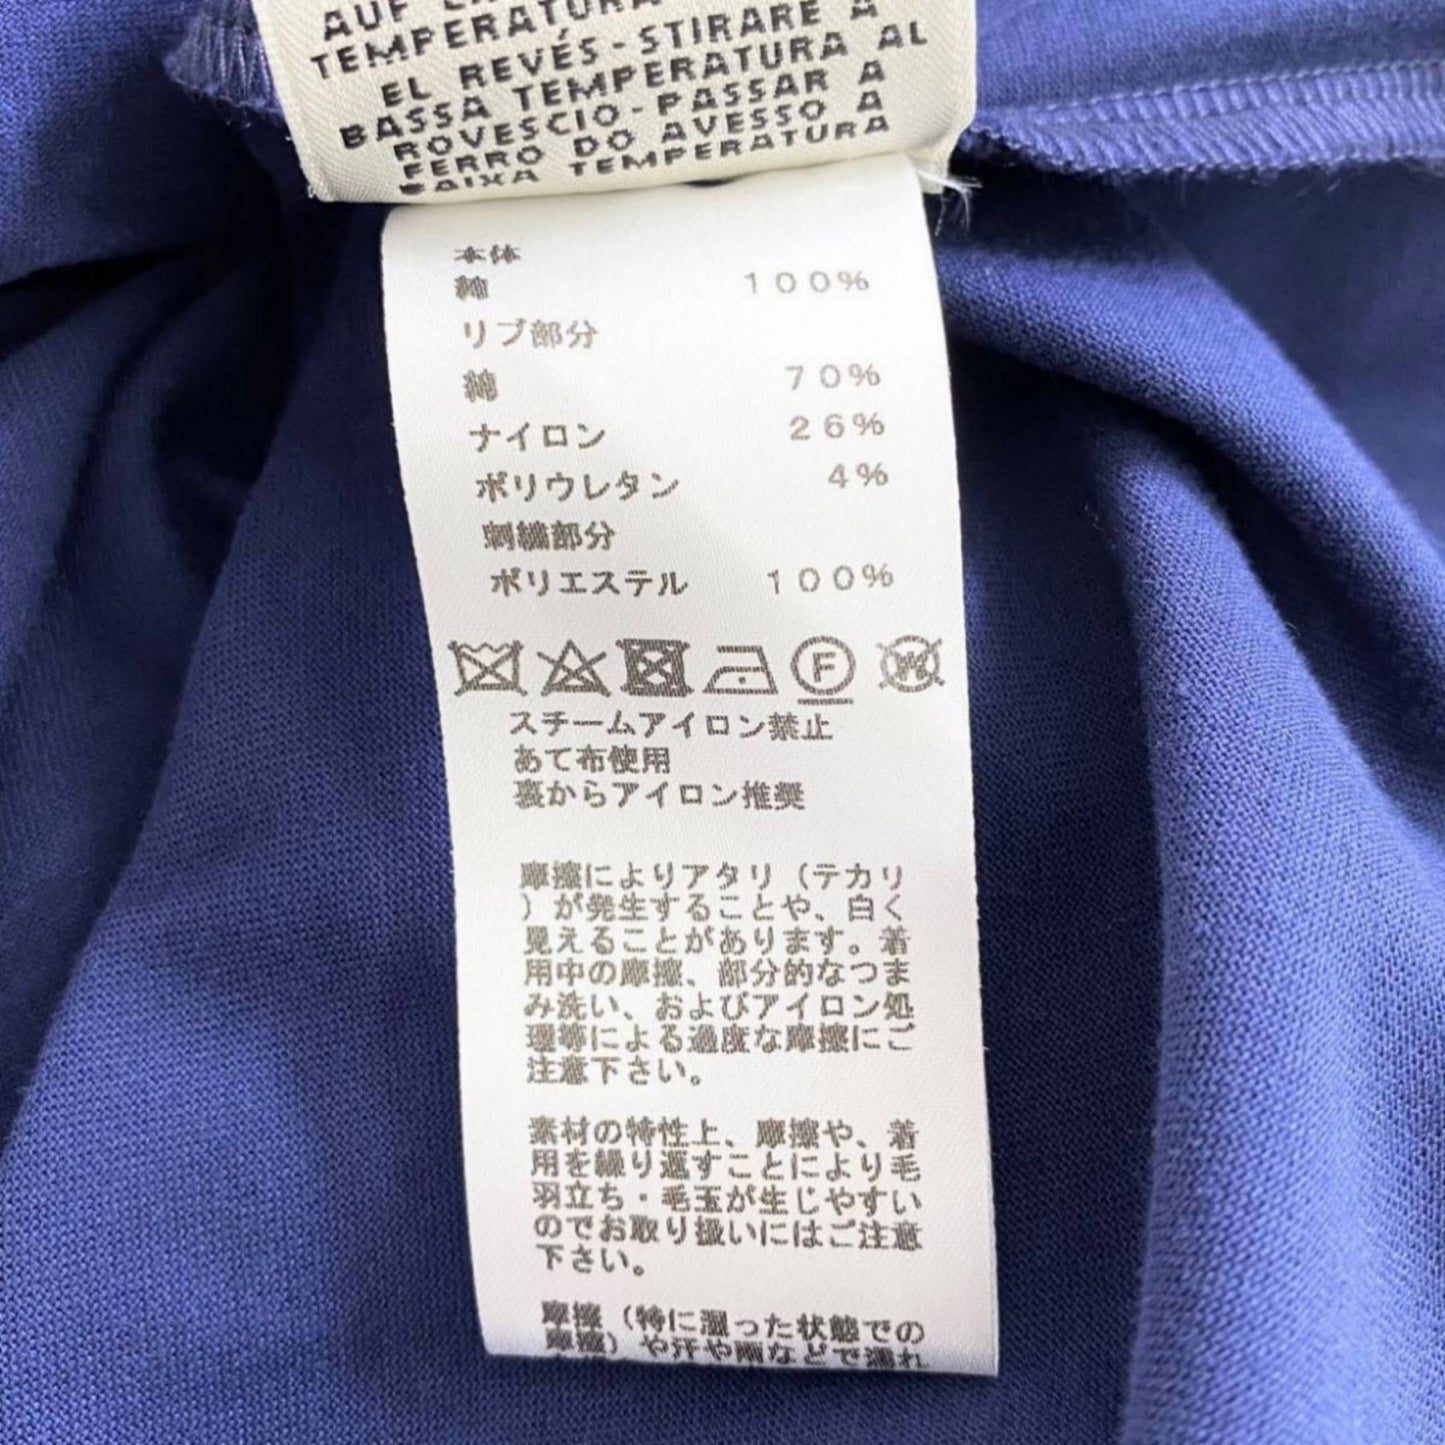 AUF
TEMPERATURA
EL REVÉS-STIRARE A
BASSA TEMPERATURA AL
ROVESCIO-PASSAR A
FERRO DO AVESSO A
BAIXA TEMPERATURA
本体
綿 100%
リブ部分
綿 70%
ナイロン 26%
ポリウレタン 4%
刺繍部分
ポリエステル 100%
F W
スチームアイロン禁止
あて布使用
裏からアイロン推奨
摩擦によりアタリ（テカリ
）が発生することや、白く
見えることがあります。着
用中の摩擦、部分的なつま
み洗い、およびアイロン処
理等による過度な摩擦にご
注意下さい。
素材の特性上、摩擦や、着
用を繰り返すことにより毛
羽立ち・毛玉が生じやすい
のでお取り扱いにはご注意
下さい。
摩擦（特に湿った状態での
摩擦）や汗や雨などで濡れ